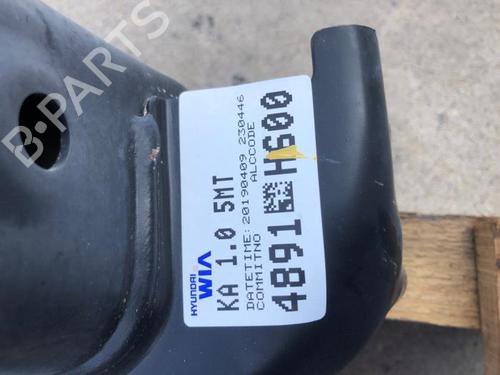 B-PARTS
HYUNDAI
WIA
KA 1.0 5MT
DATETIME: 20190409 230446
COMMITNO ALCCODE
4891 H600